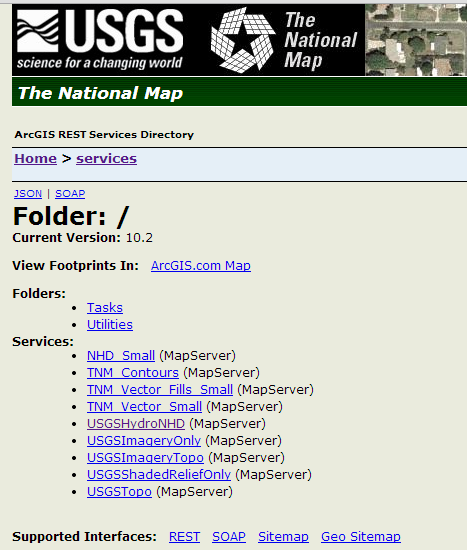 USGS
science for a changing world
The
National
Map
The National Map
ArcGIS REST Services Directory
Home > services
JSON | SOAP
Folder: /
Current Version: 10.2
View Footprints In: ArcGIS.com Map
Folders:
• Tasks
• Utilities
Services:
• NHD_Small (MapServer)
• TNM_Contours (MapServer)
• TNM_Vector_Fills_Small (MapServer)
• TNM_Vector_Small (MapServer)
• USGSHydroNHD (MapServer)
• USGSImageryOnly (MapServer)
• USGSImageryTopo (MapServer)
• USGSShadedReliefOnly (MapServer)
• USGSTopo (MapServer)
Supported Interfaces: REST SOAP Sitemap Geo Sitemap